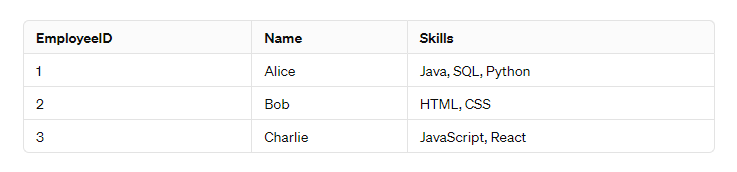 EmployeeID Name Skills
1 Alice Java, SQL, Python
2 Bob HTML, CSS
3 Charlie JavaScript, React